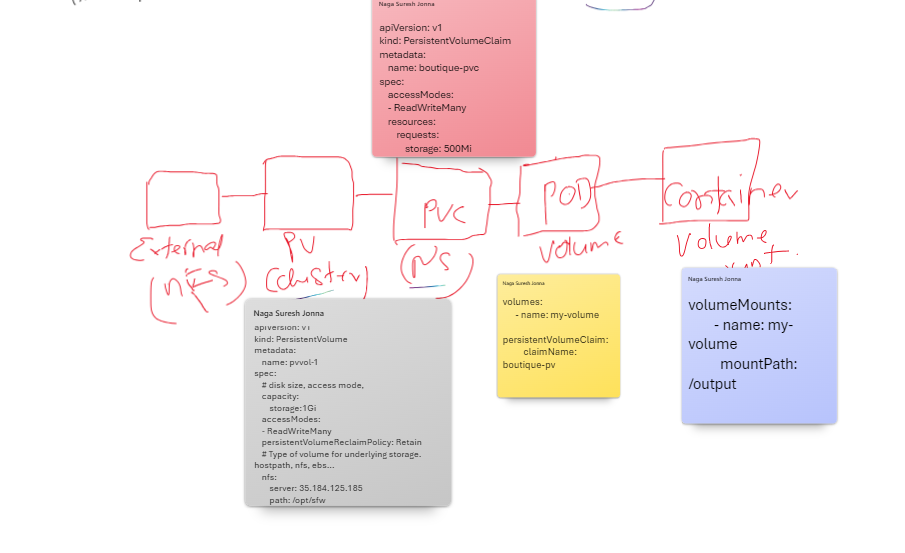 Naga Suresh Jonna
apiVersion: v1
kind: PersistentVolumeClaim
metadata:
name: boutique-pvc
spec:
accessModes:
- ReadWriteMany
resources:
requests:
storage: 500Mi
PVC
POD
Container
External
(nfs)
PV
(cluster)
(NS)
Volume
Volume
Naga Suresh Jonna
apiVersion: v1
kind: PersistentVolume
metadata:
name: pvvol-1
spec:
# disk size, access mode,
capacity:
storage:1Gi
accessModes:
- ReadWriteMany
persistentVolumeReclaimPolicy: Retain
# Type of volume for underlying storage.
hostpath, nfs, ebs...
nfs:
server: 35.184.125.185
path: /opt/sfw
Naga Suresh Jonna
volumes:
- name: my-volume
persistentVolumeClaim:
claimName:
boutique-pv
Naga Suresh Jonna
volumeMounts:
- name: my-
volume
mountPath:
/output